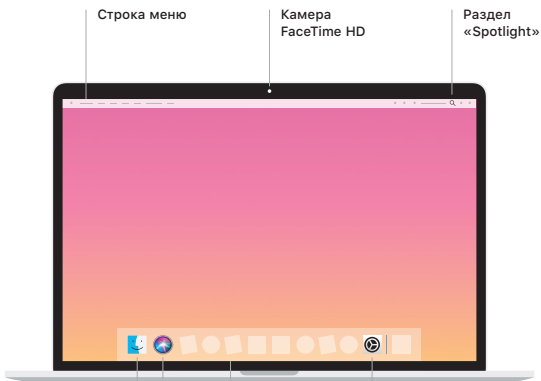 Строка меню
Камера
FaceTime HD
Раздел
«Spotlight»